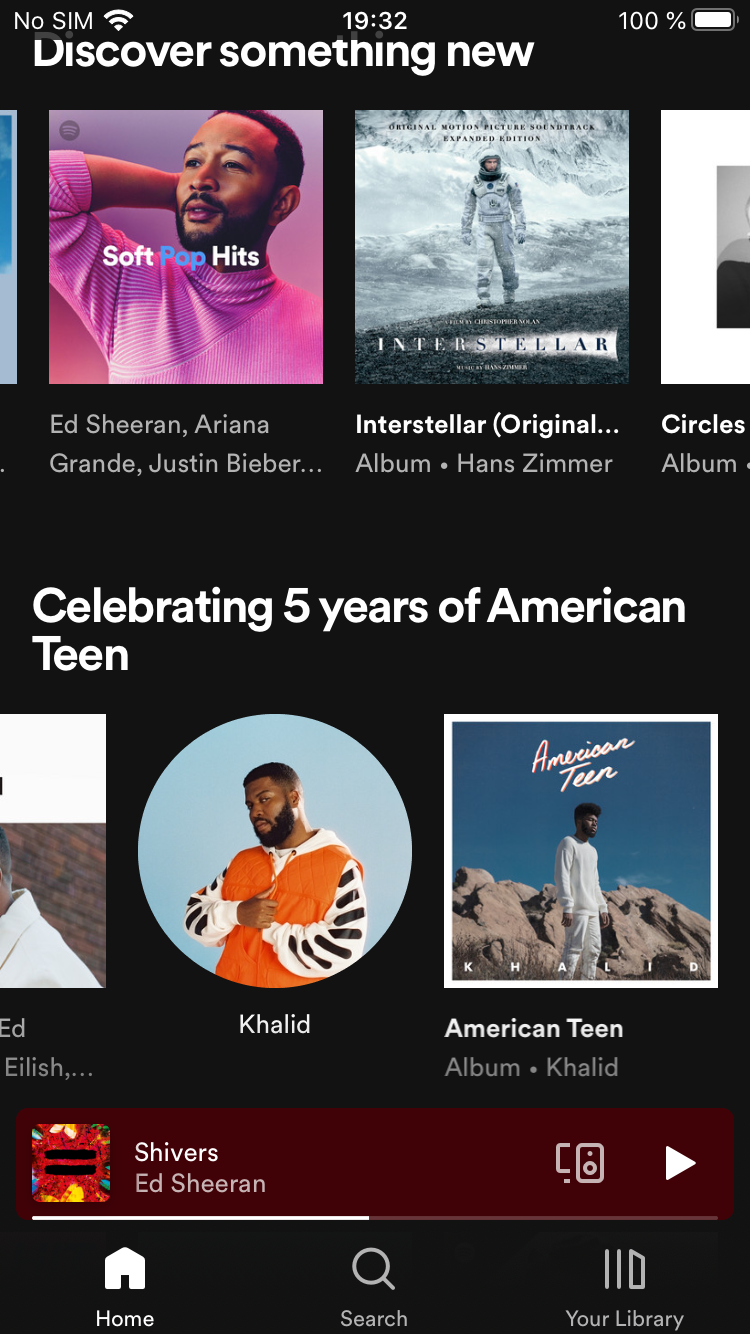 No SIM 19:32 100 %
Discover something new
Soft Pop Hits
ORIGINAL MOTION PICTURE SOUNDTRACK
EXPANDED EDITION
A FILM BY CHRISTOPHER NOLAN
INTERSTELLAR
MUSIC BY HANS ZIMMER
Ed Sheeran, Ariana
Grande, Justin Bieber...
Interstellar (Original...
Album • Hans Zimmer
Circles
Album •
Celebrating 5 years of American
Teen
American
Teen
KHALID
Ed
Eilish,...
Khalid
American Teen
Album • Khalid
Shivers
Ed Sheeran
Home Search Your Library